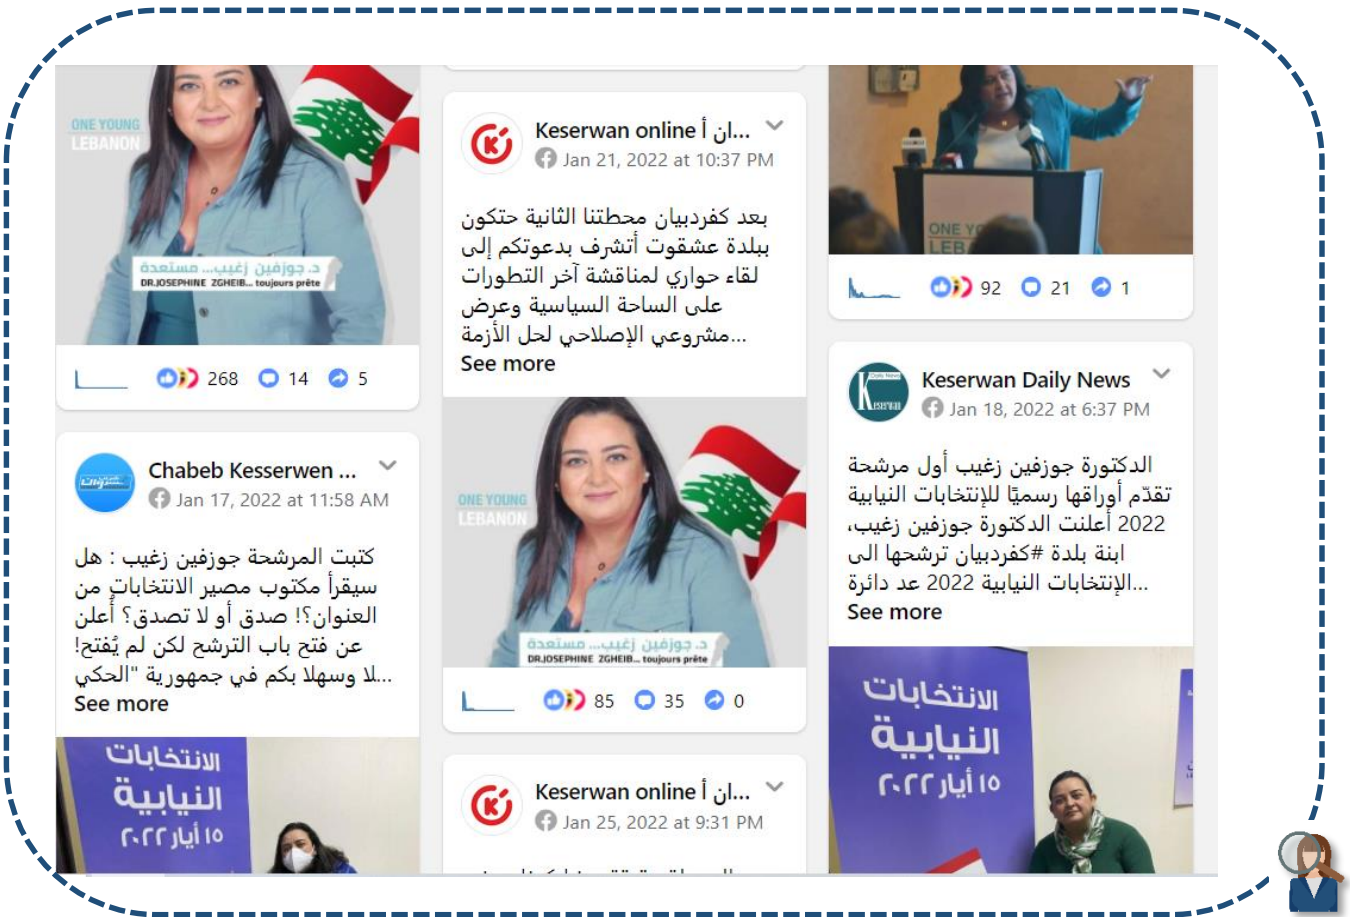 ONE YOUNG
LEBANON
د. جوزفين زغيب... مستعدة
DR.JOSEPHINE ZGHEIB... toujours prête
268 14 5
Chabeb Kesserwen ...
Jan 17, 2022 at 11:58 AM
كتبت المرشحة جوزفين زغيب : هل
سيقرأ مكتوب مصير الانتخابات من
العنوان؟! صدق أو لا تصدق؟ أعلن
عن فتح باب الترشح لكن لم يُفتح!
...لا وسهلا بكم في جمهورية "الحكي
See more
الانتخابات
النيابية
١٥ أيار ٢٠٢٢
Keserwan online ان أ...
Jan 21, 2022 at 10:37 PM
بعد كفردبيان محطتنا الثانية حتكون
ببلدة عشقوت أتشرف بدعوتكم إلى
لقاء حواري لمناقشة آخر التطورات
على الساحة السياسية وعرض
مشروعي الإصلاحي لحل الأزمة...
See more
ONE YOUNG
LEBANON
د. جوزفين زغيب... مستعدة
DR.JOSEPHINE ZGHEIB... toujours prête
85 35 0
Keserwan online ان أ...
Jan 25, 2022 at 9:31 PM
ONE YO
LEBA
92 21 1
Daily News
Keserwan
Keserwan Daily News
Jan 18, 2022 at 6:37 PM
الدكتورة جوزفين زغيب أول مرشحة
تقدّم أوراقها رسميًا للإنتخابات النيابية
2022 أعلنت الدكتورة جوزفين زغيب،
ابنة بلدة #كفردبيان ترشحها الى
الإنتخابات النيابية 2022 عد دائرة...
See more
الانتخابات
النيابية
١٥ أيار ٢٠٢٢